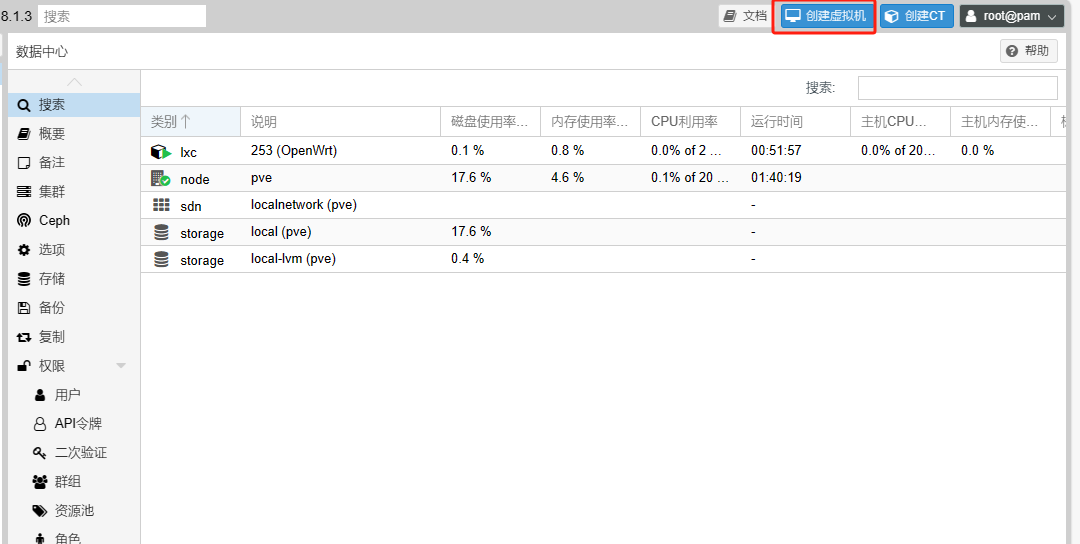 8.1.3 搜索 文档 创建虚拟机 创建CT root@pam
数据中心 帮助
搜索:
搜索
概要
备注
集群
Ceph
选项
存储
备份
复制
权限
用户
API令牌
二次验证
群组
资源池
角色
类别 说明 磁盘使用率... 内存使用率... CPU利用率 运行时间 主机CPU... 主机内存使...
lxc 253 (OpenWrt) 0.1 % 0.8 % 0.0% of 2 ... 00:51:57 0.0% of 20... 0.0 %
node pve 17.6 % 4.6 % 0.1% of 20 ... 01:40:19
sdn localnetwork (pve) -
storage local (pve) 17.6 % -
storage local-lvm (pve) 0.4 % -